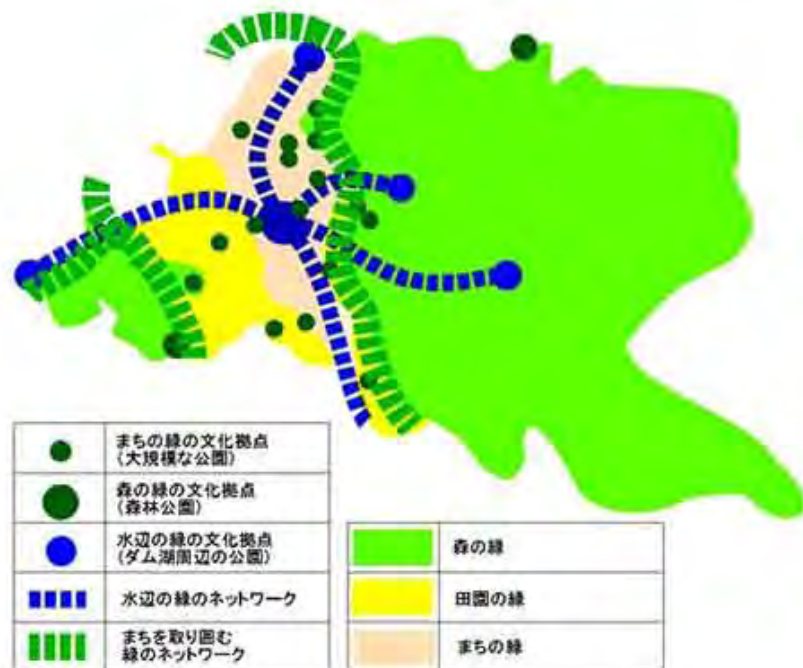 まちの緑の文化拠点
(大規模な公園)
森の緑の文化拠点
(森林公園)
水辺の緑の文化拠点
(ダム湖周辺の公園)
水辺の緑のネットワーク
まちを取り囲む
緑のネットワーク
森の緑
田園の緑
まちの緑